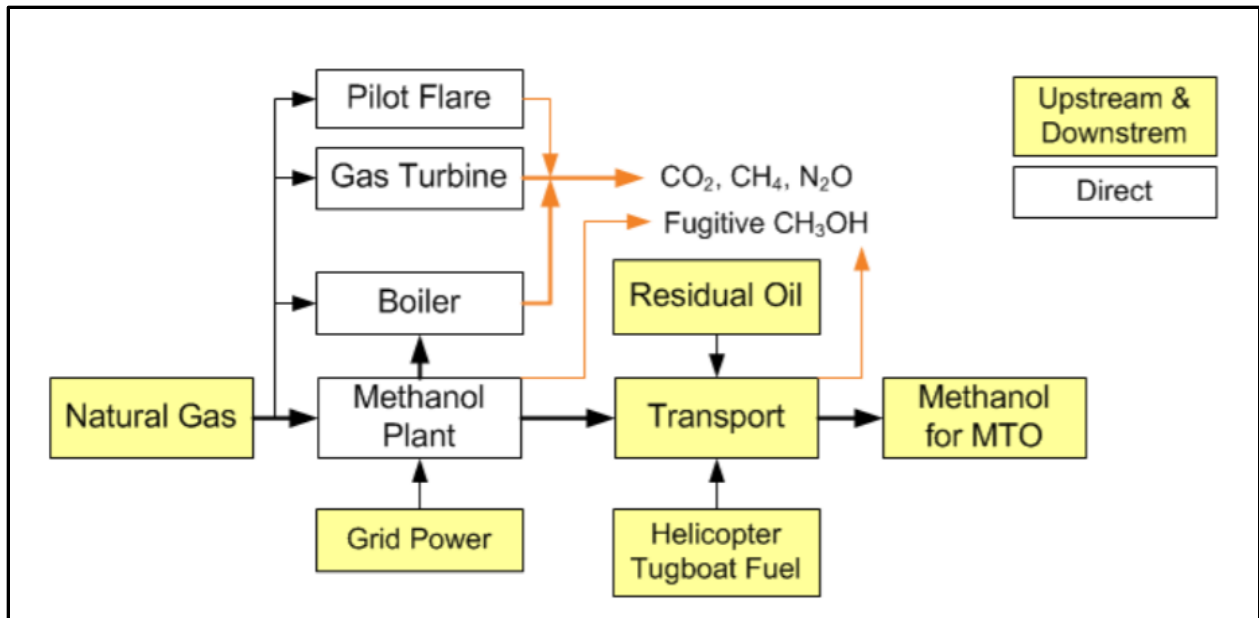 Pilot Flare
Upstream &
Downstrem
Gas Turbine
CO₂, CH₄, N₂O
Direct
Fugitive CH₃OH
Boiler
Residual Oil
Natural Gas
Methanol
Plant
Transport
Methanol
for MTO
Grid Power
Helicopter
Tugboat Fuel